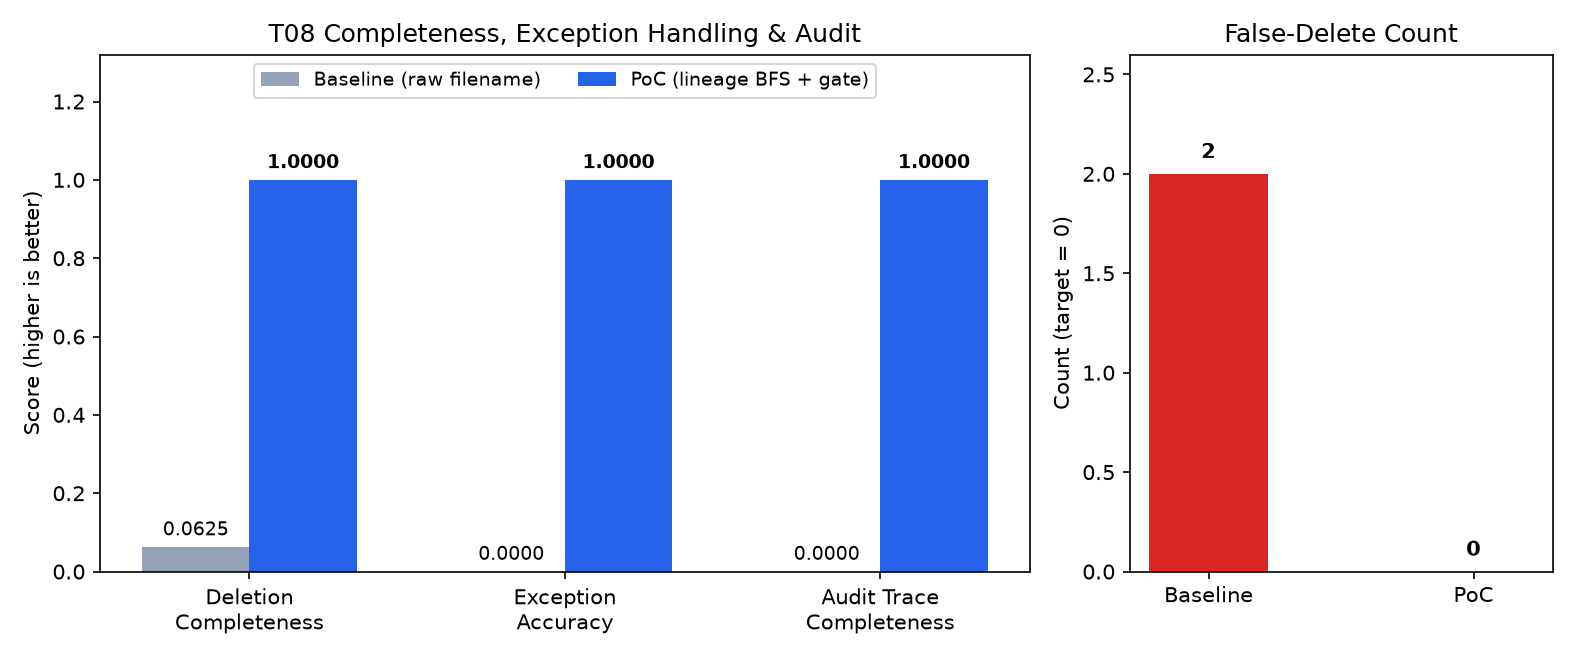 T08 Completeness, Exception Handling & Audit
Baseline (raw filename)
PoC (lineage BFS + gate)
Score (higher is better)
1.2
1.0
0.8
0.6
0.4
0.2
0.0
0.0625
1.0000
0.0000
1.0000
0.0000
1.0000
Deletion
Completeness
Exception
Accuracy
Audit Trace
Completeness
False-Delete Count
Count (target = 0)
2.5
2.0
1.5
1.0
0.5
0.0
2
0
Baseline
PoC